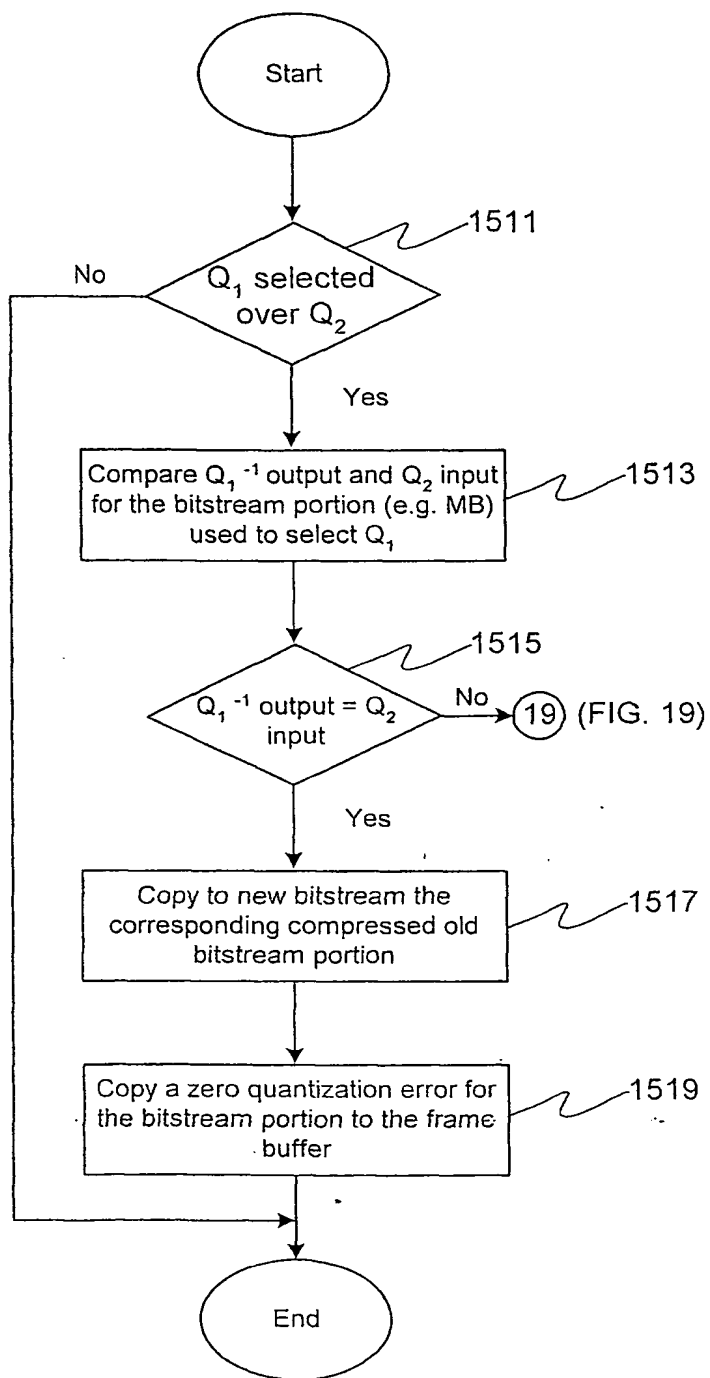 Start
1511
No
Q₁ selected
over Q₂
Yes
Compare Q₁⁻¹ output and Q₂ input
for the bitstream portion (e.g. MB)
used to select Q₁
1513
1515
Q₁⁻¹ output = Q₂
input
No
19 (FIG. 19)
Yes
Copy to new bitstream the
corresponding compressed old
bitstream portion
1517
Copy a zero quantization error for
the bitstream portion to the frame
buffer
1519
End